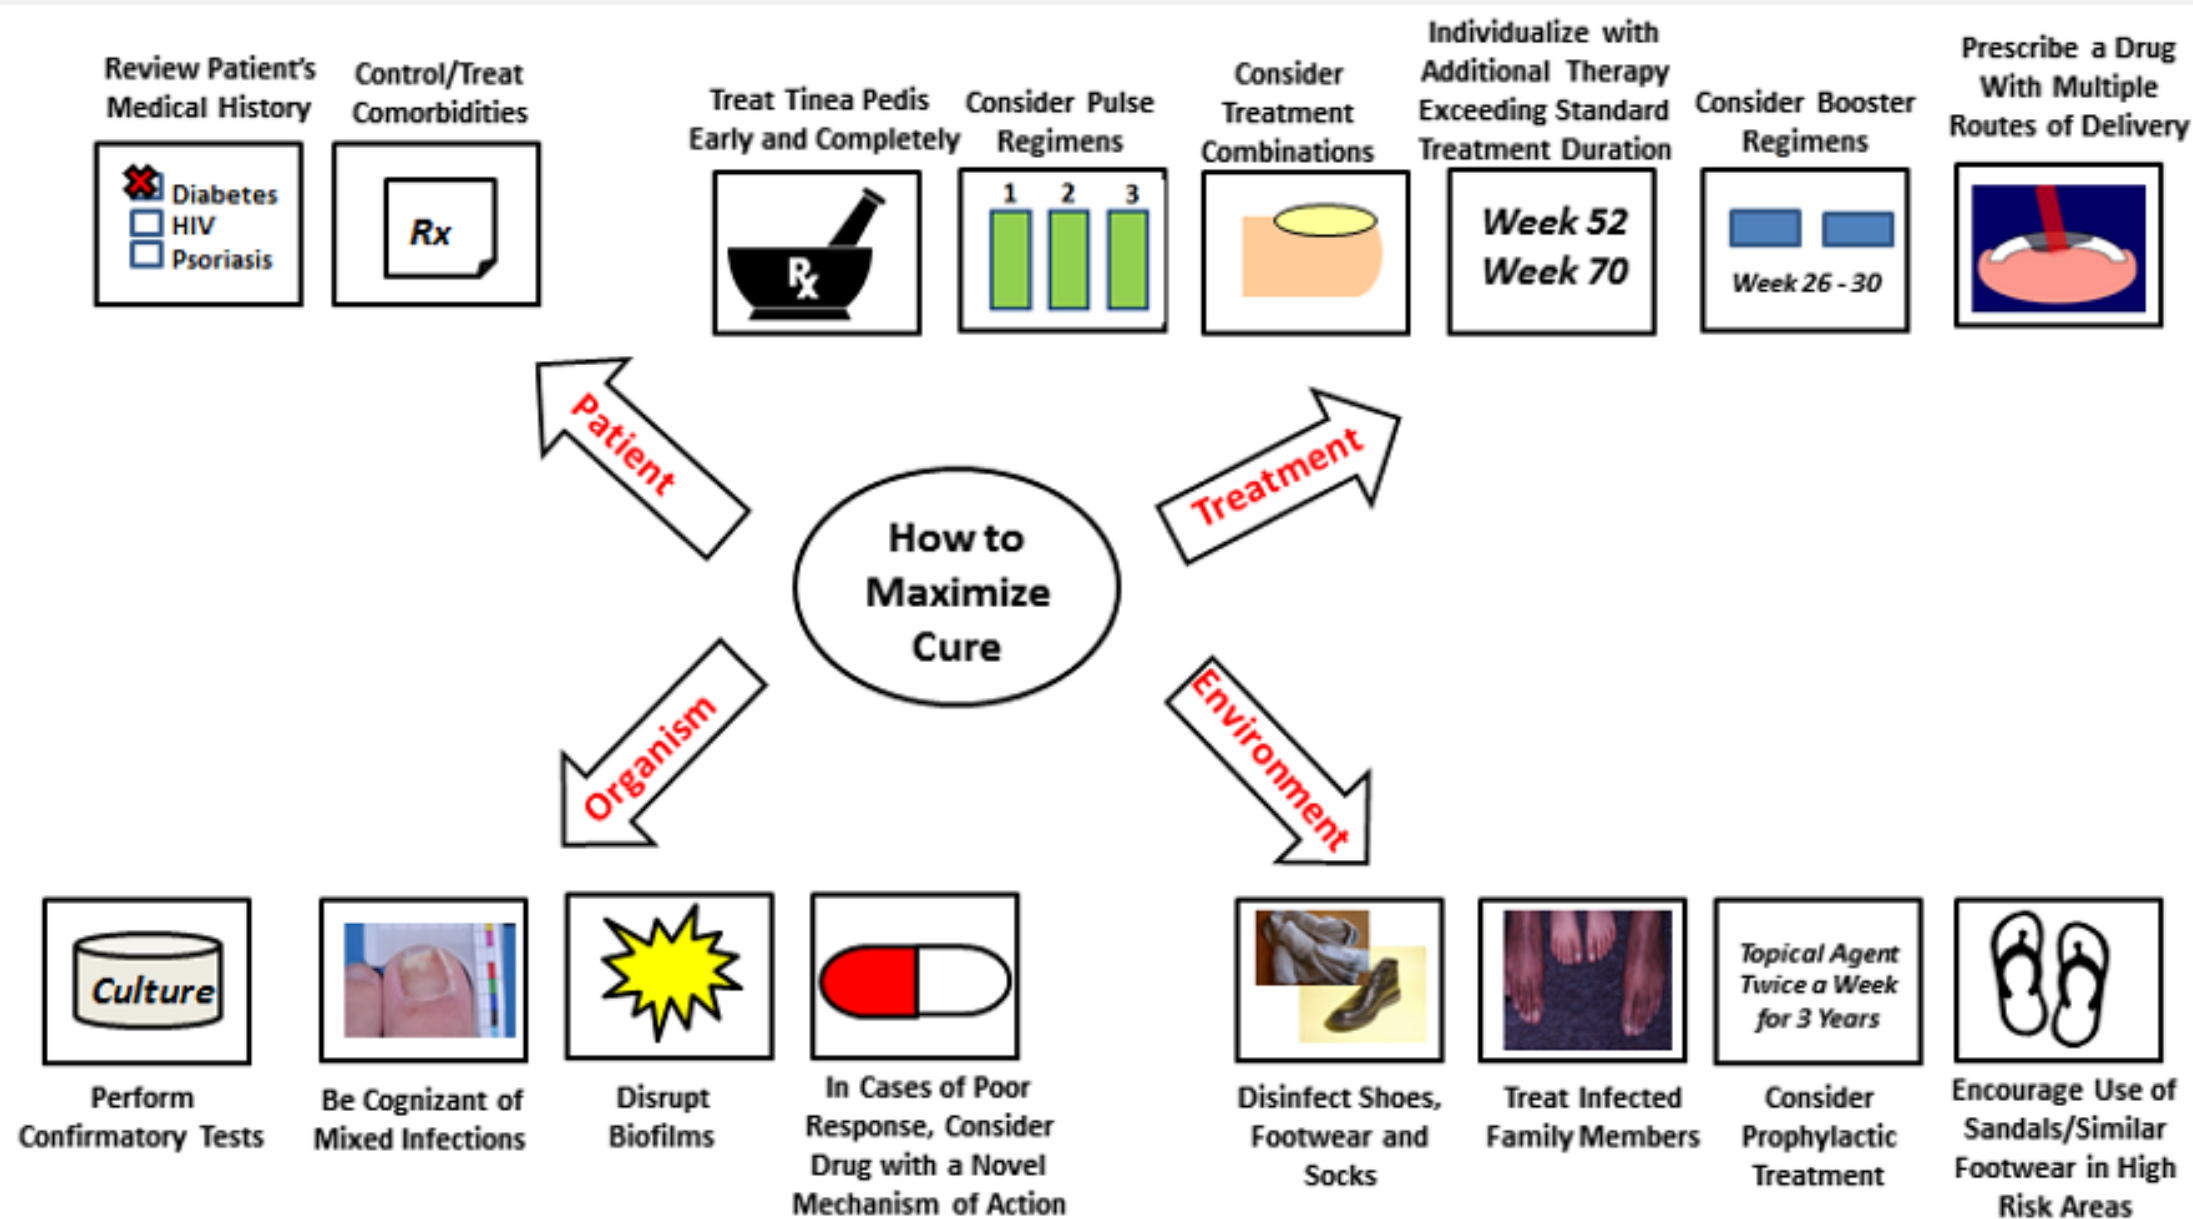 Review Patient's
Medical History
Diabetes
HIV
Psoriasis
Control/Treat
Comorbidities
Rx
Treat Tinea Pedis
Early and Completely
Rx
Consider Pulse
Regimens
1 2 3
Consider
Treatment
Combinations
Individualize with
Additional Therapy
Exceeding Standard
Treatment Duration
Week 52
Week 70
Consider Booster
Regimens
Week 26 - 30
Prescribe a Drug
With Multiple
Routes of Delivery
Patient
Treatment
How to
Maximize
Cure
Organism
Environment
Culture
Perform
Confirmatory Tests
Be Cognizant of
Mixed Infections
Disrupt
Biofilms
In Cases of Poor
Response, Consider
Drug with a Novel
Mechanism of Action
Disinfect Shoes,
Footwear and
Socks
Treat Infected
Family Members
Topical Agent
Twice a Week
for 3 Years
Consider
Prophylactic
Treatment
Encourage Use of
Sandals/Similar
Footwear in High
Risk Areas